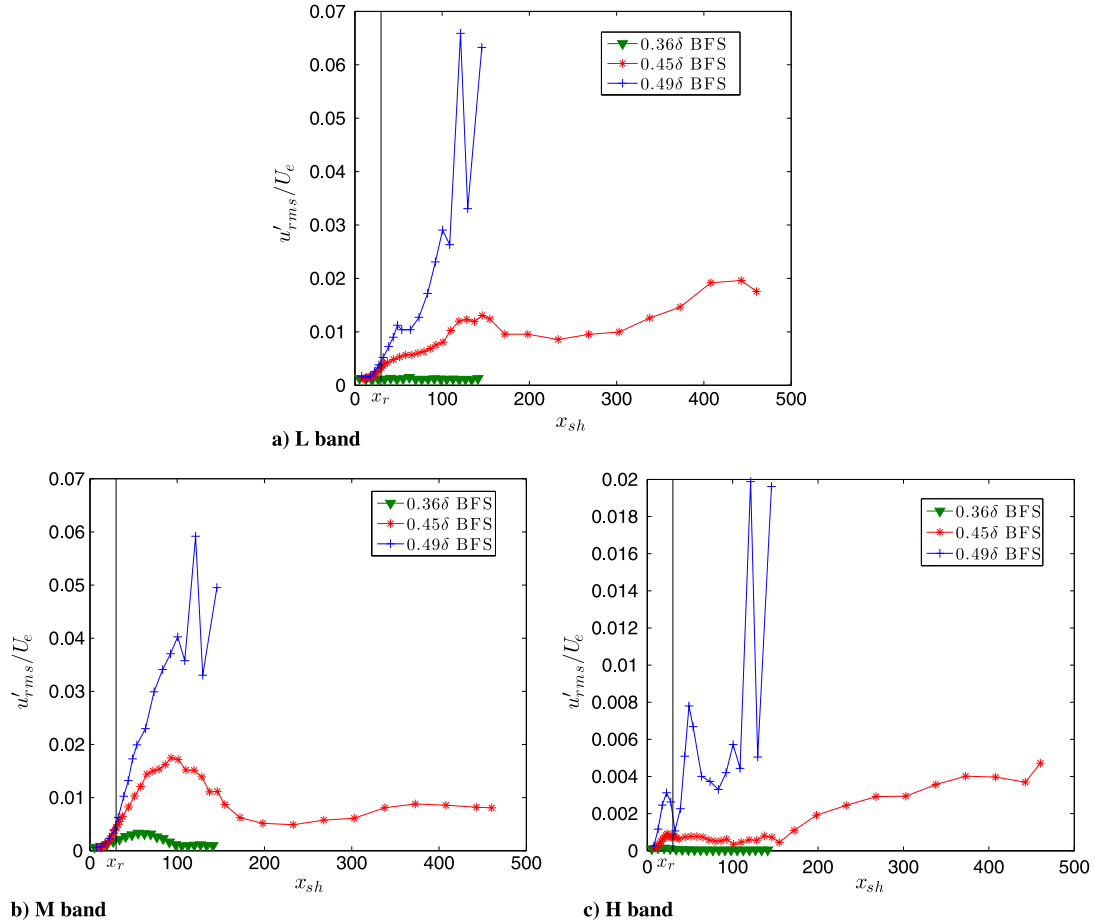 0.07
0.06
0.05
0.04
0.03
0.02
0.01
0
u′rms/Ue
0.36δ BFS
0.45δ BFS
0.49δ BFS
0 xr 100 200 300 400 500
xsh
a) L band
0.07
0.06
0.05
0.04
0.03
0.02
0.01
0
u′rms/Ue
0.36δ BFS
0.45δ BFS
0.49δ BFS
0 xr 100 200 300 400 500
xsh
b) M band
0.02
0.018
0.016
0.014
0.012
0.01
0.008
0.006
0.004
0.002
0
u′rms/Ue
0.36δ BFS
0.45δ BFS
0.49δ BFS
0 xr 100 200 300 400 500
xsh
c) H band